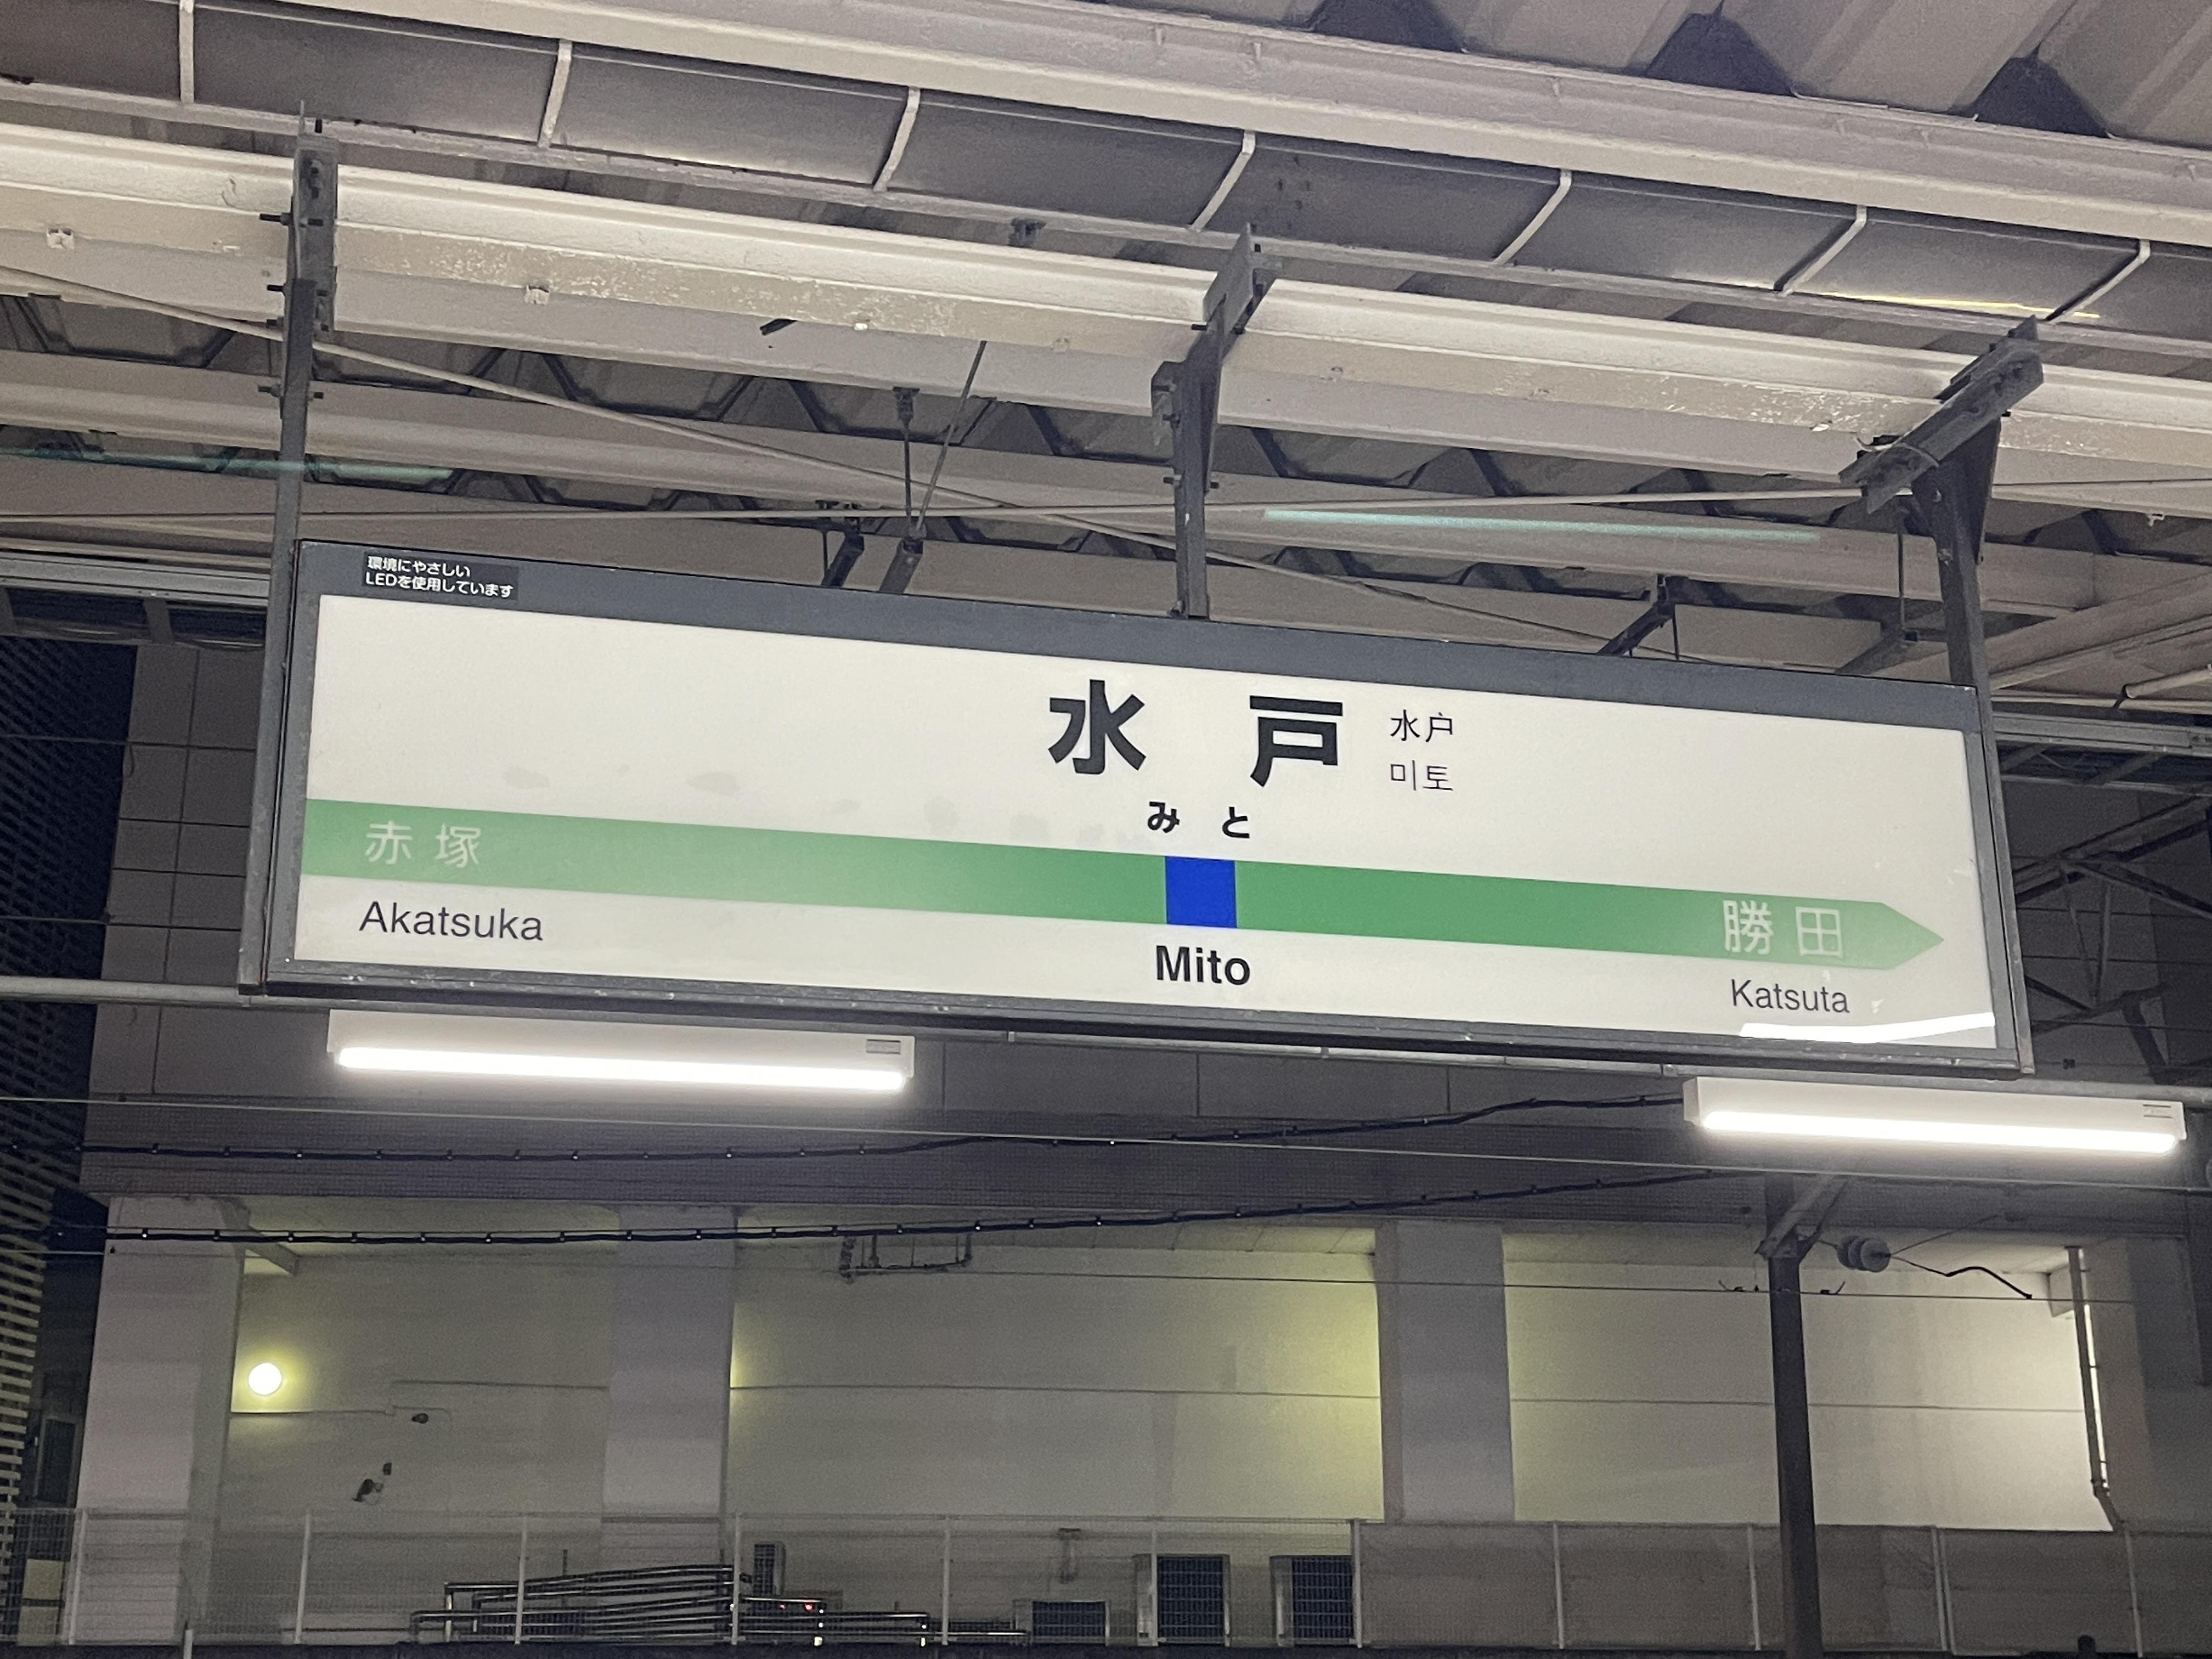 環境にやさしい
LEDを使用しています
水戸
水户
미토
みと
赤塚
勝田
Akatsuka
Mito
Katsuta